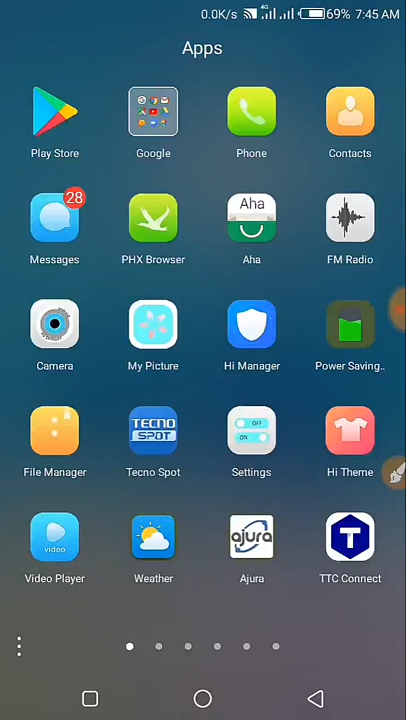 0.0K/s 4G 69% 7:45 AM
Apps
Play Store Google Phone Contacts
28
Messages PHX Browser Aha Aha FM Radio
Camera My Picture Hi Manager Power Saving..
TECNO SPOT
OFF
ON
File Manager Tecno Spot Settings Hi Theme
video
ajura
T
Video Player Weather Ajura TTC Connect